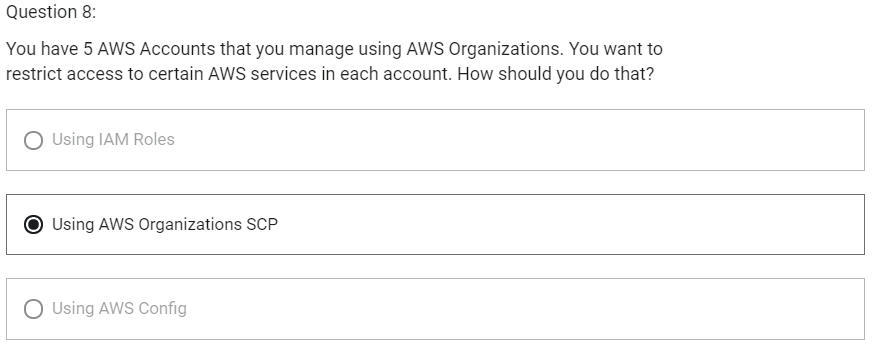 Question 8:
You have 5 AWS Accounts that you manage using AWS Organizations. You want to
restrict access to certain AWS services in each account. How should you do that?
Using IAM Roles
Using AWS Organizations SCP
Using AWS Config